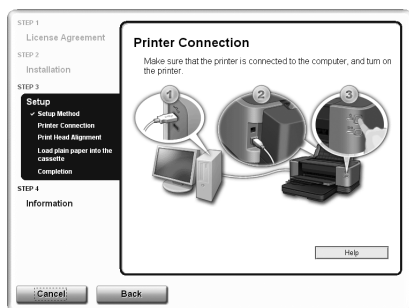 STEP 1
License Agreement
STEP 2
Installation
STEP 3
Setup
✓ Setup Method
Printer Connection
Print Head Alignment
Load plain paper into the
cassette
Completion
STEP 4
Information
Printer Connection
Make sure that the printer is connected to the computer, and turn on
the printer.
1
2
3
Help
Cancel
Back